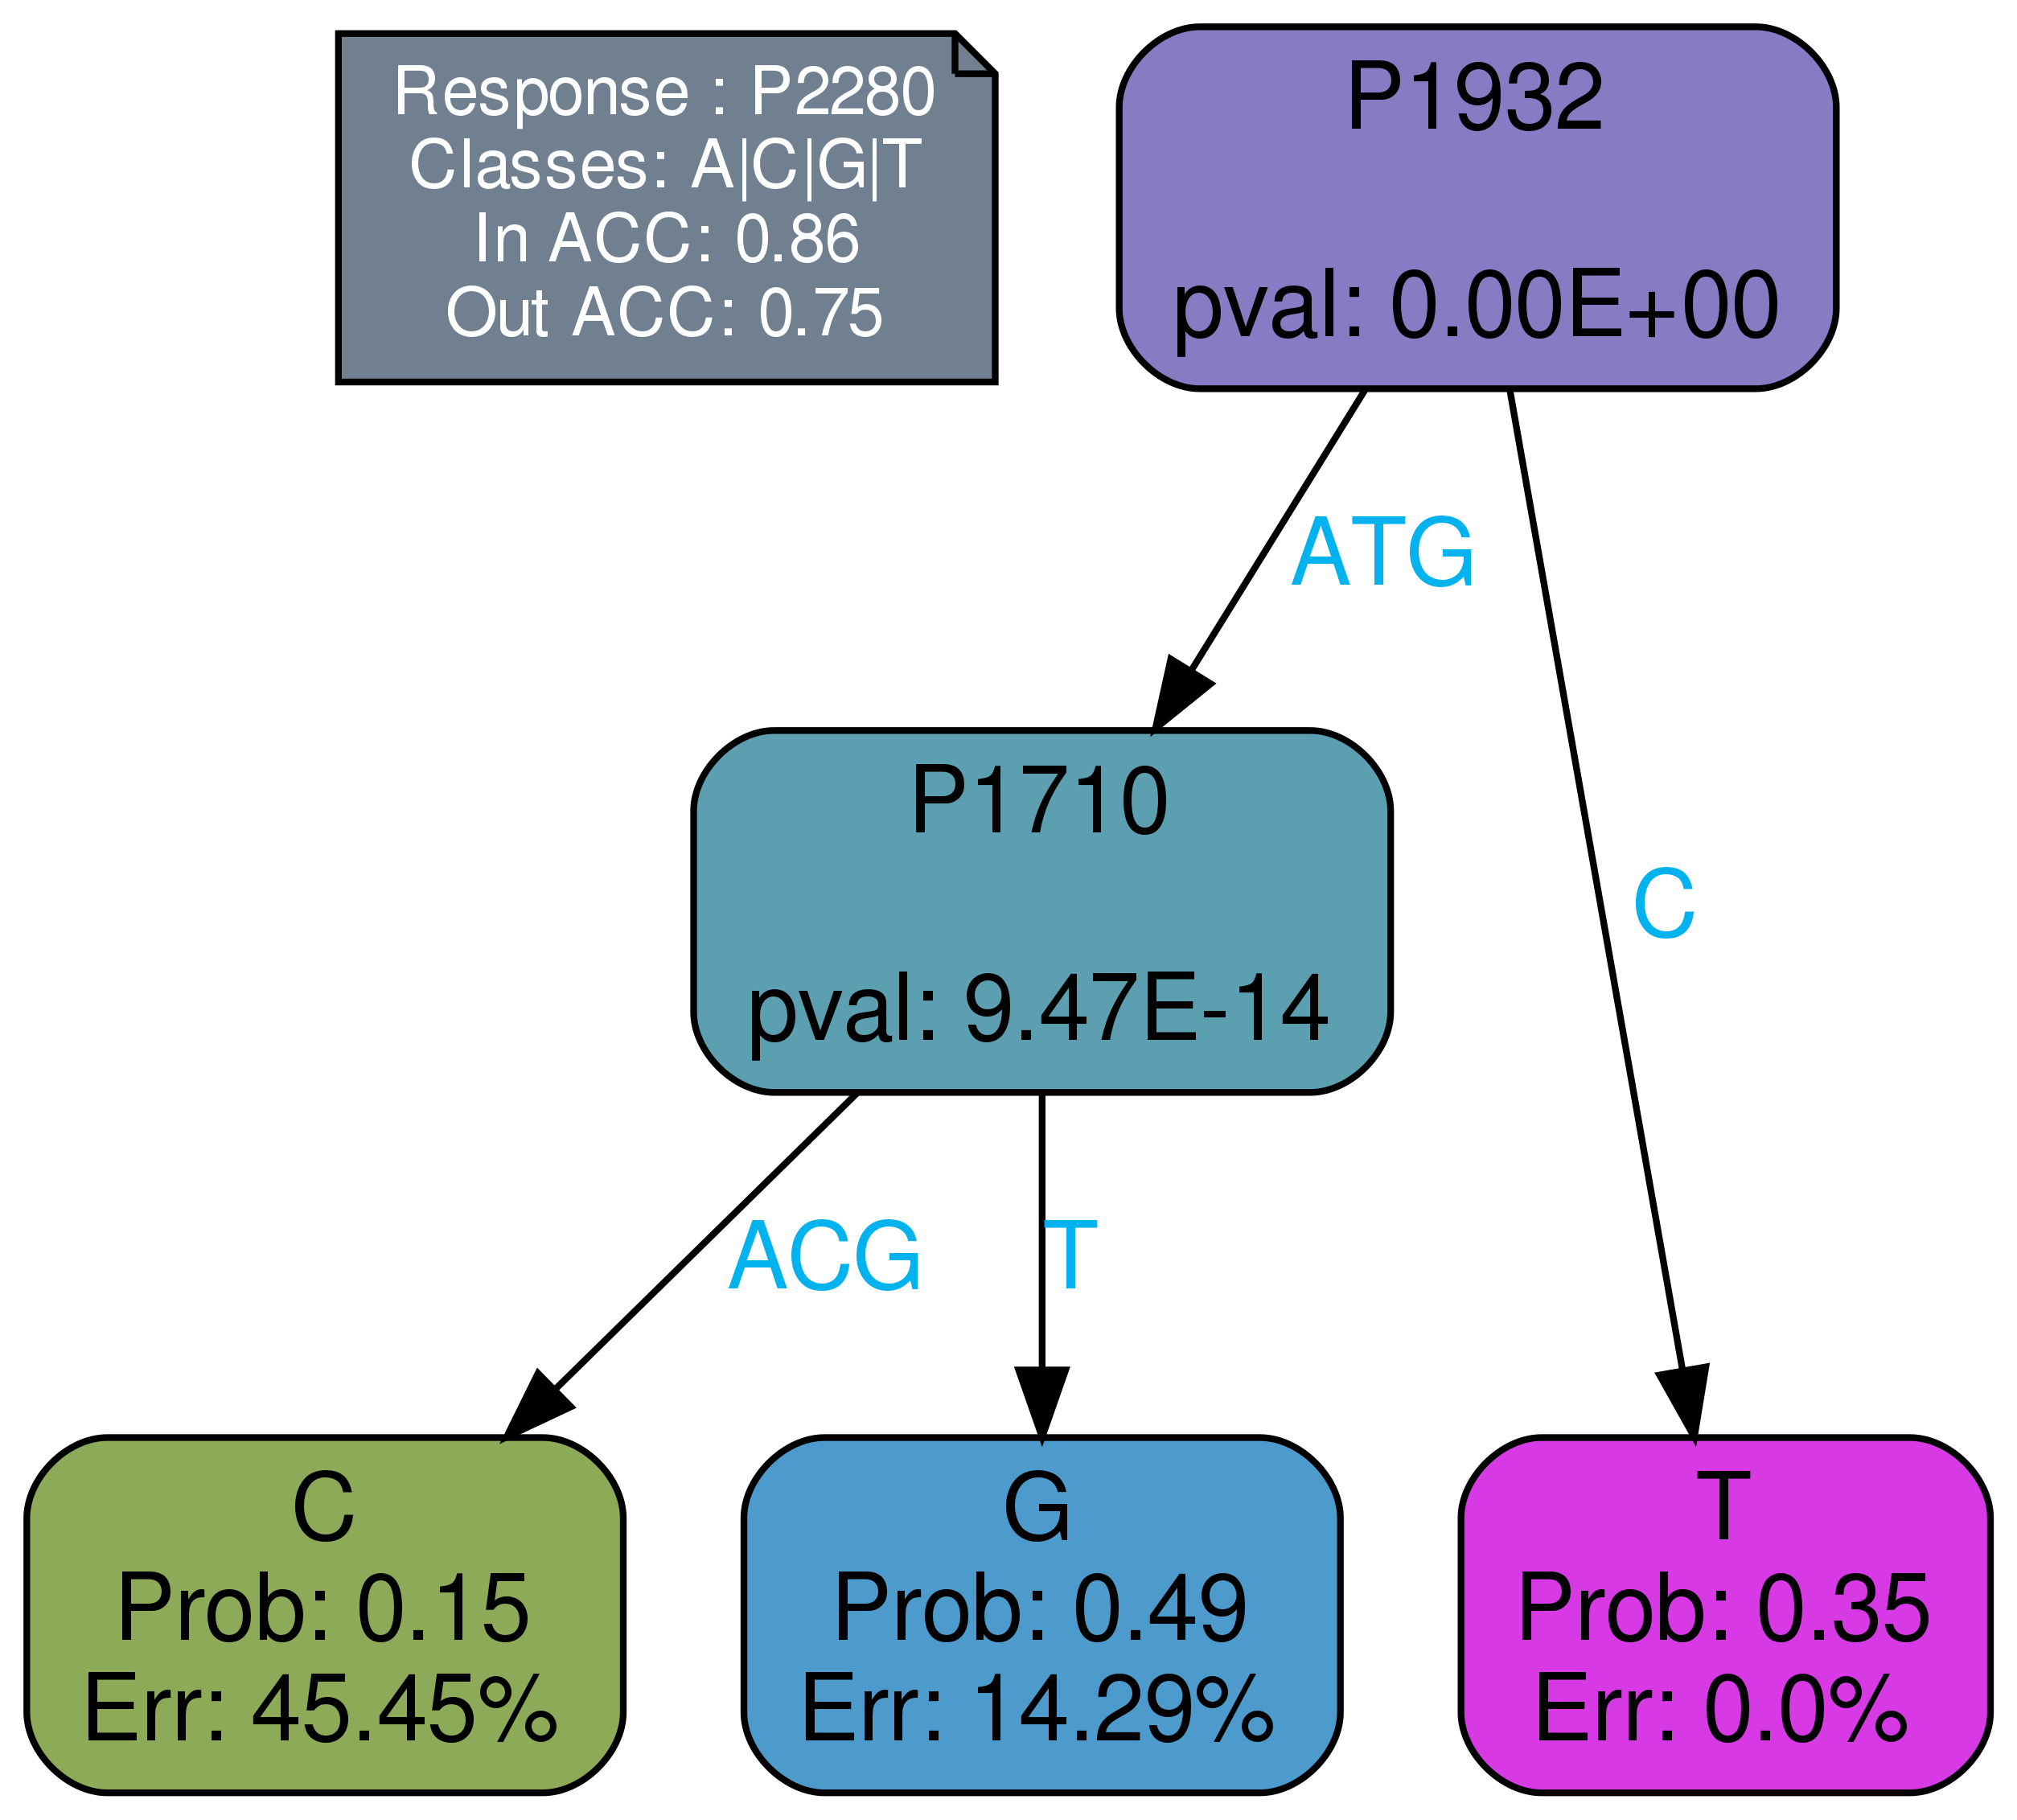 Response : P2280
Classes: A|C|G|T
In ACC: 0.86
Out ACC: 0.75
P1932
pval: 0.00E+00
ATG
C
P1710
pval: 9.47E-14
ACG
T
C
Prob: 0.15
Err: 45.45%
G
Prob: 0.49
Err: 14.29%
T
Prob: 0.35
Err: 0.0%